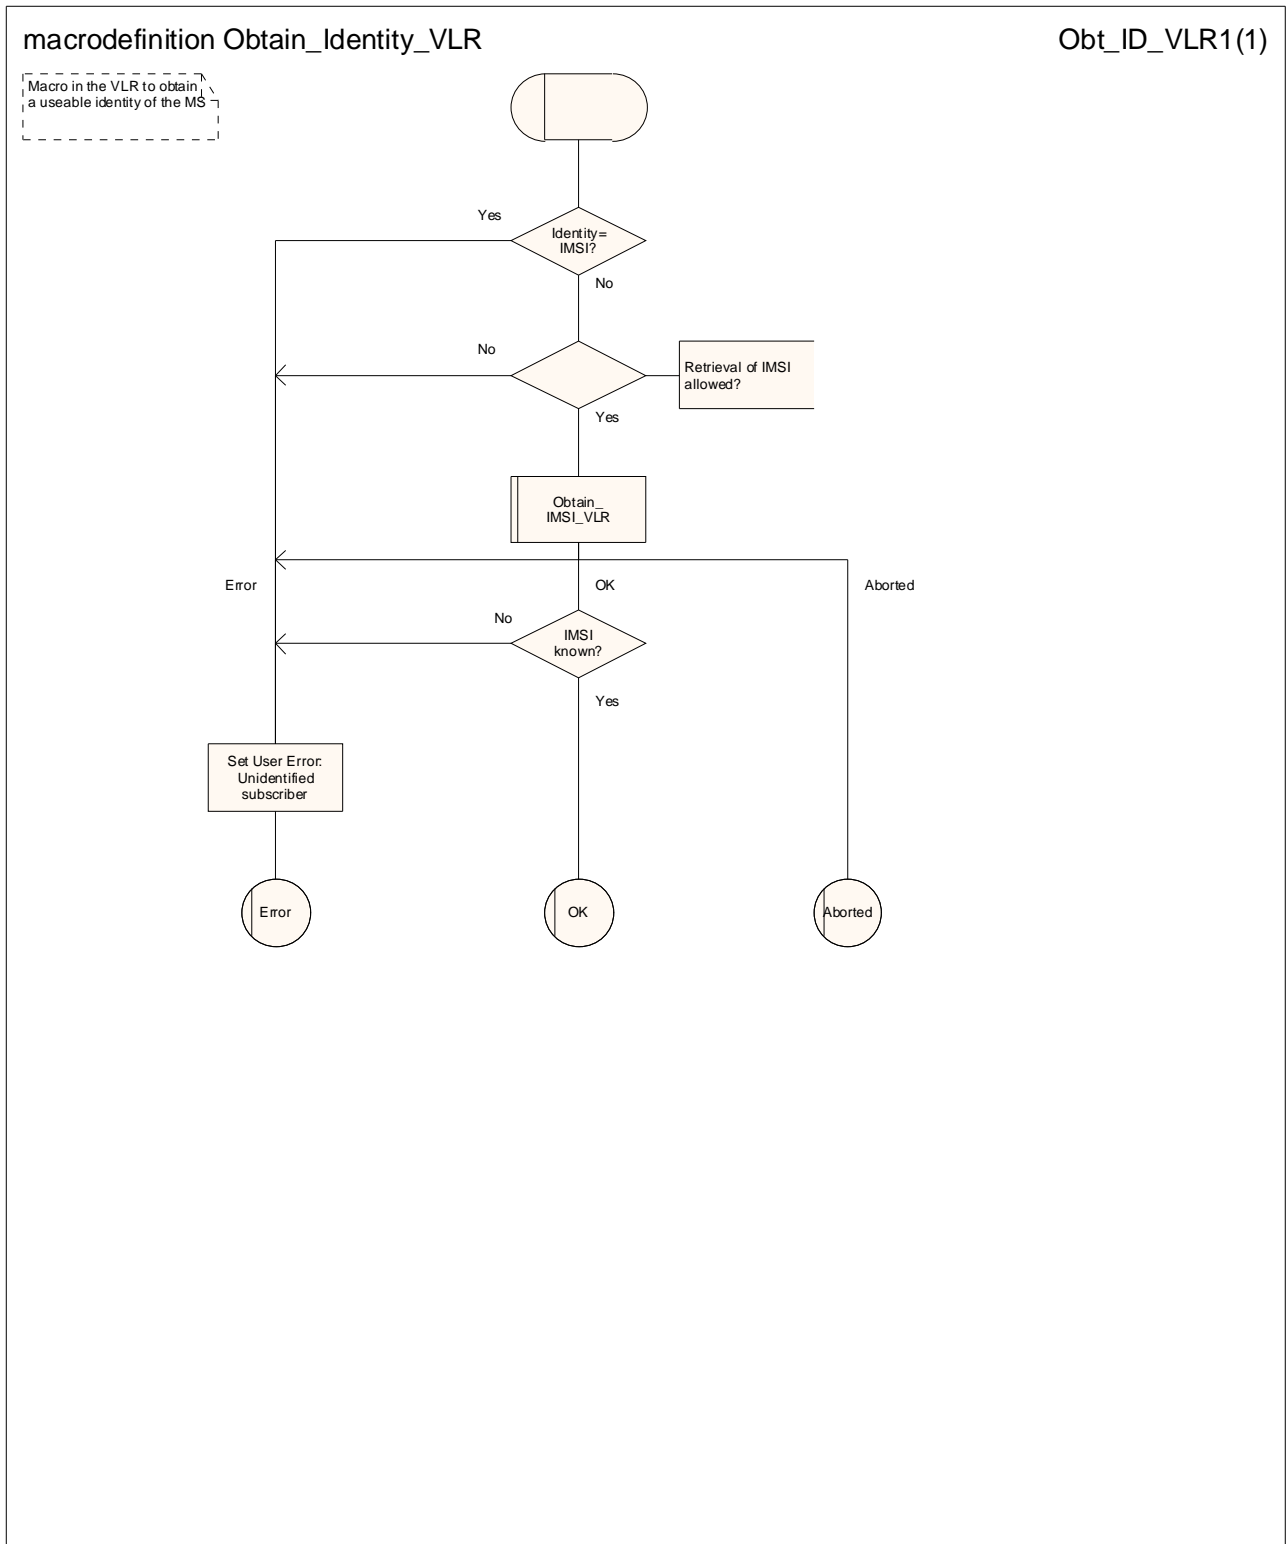 macrodefinition Obtain_Identity_VLR
Obt_ID_VLR1(1)
Macro in the VLR to obtain
a useable identity of the MS
Yes
Identity=
IMSI?
No
No
Retrieval of IMSI
allowed?
Yes
Obtain_
IMSI_VLR
Error
OK
Aborted
No
IMSI
known?
Yes
Set User Error:
Unidentified
subscriber
Error
OK
Aborted